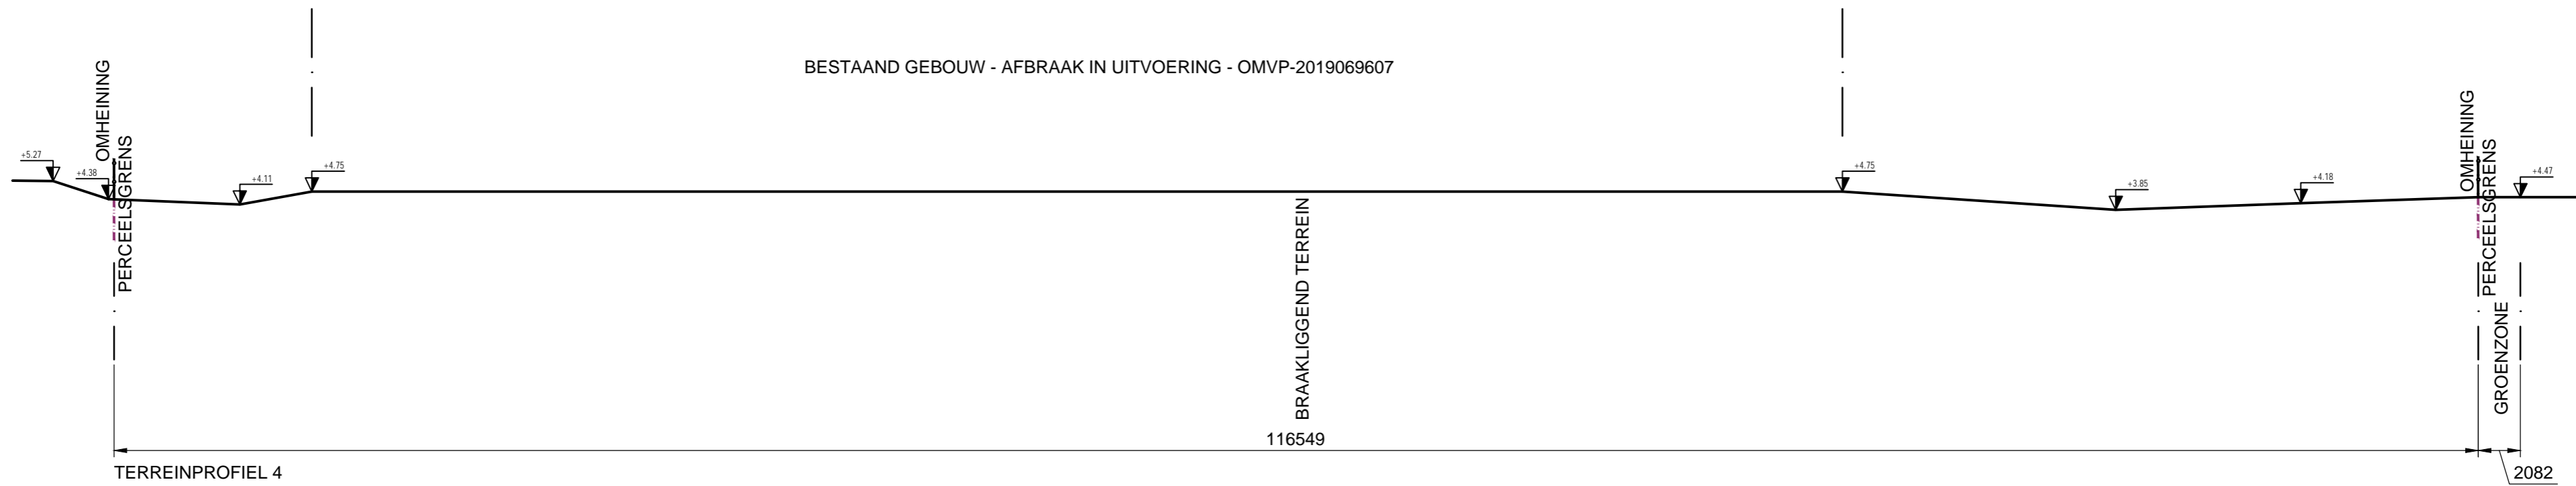 BESTAAND GEBOUW - AFBRAAK IN UITVOERING - OMVP-2019069607
OMHEINING
PERCEELSGRENS
+5.27
+4.38
+4.11
+4.75
BRAAKLIGGEND TERREIN
+4.75
+3.85
+4.18
OMHEINING
PERCEELSGRENS
+4.47
GROENZONE
116549
2082
TERREINPROFIEL 4